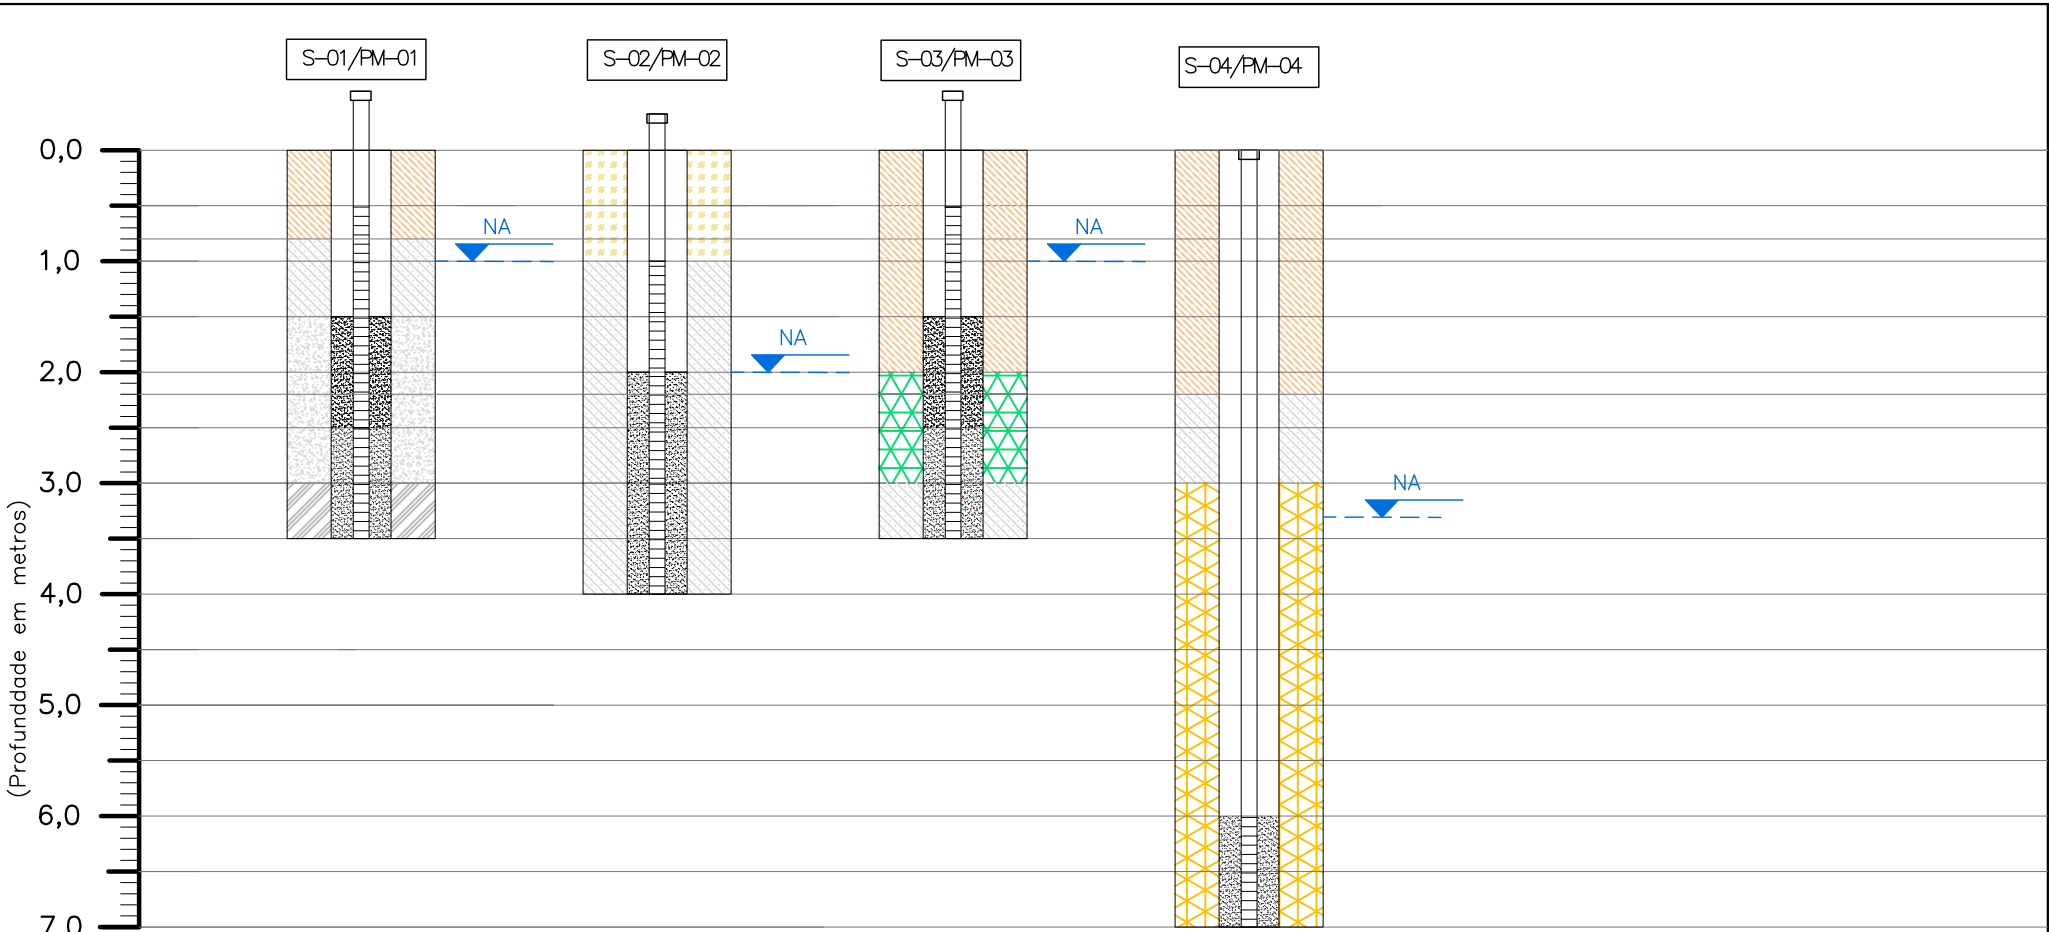 S-01/PM-01
S-02/PM-02
S-03/PM-03
S-04/PM-04
0,0
NA
NA
1,0
NA
2,0
NA
3,0
(Profunddade em metros)
4,0
5,0
6,0
7,0